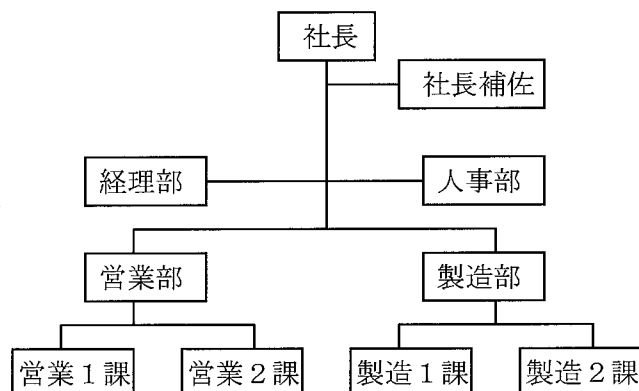 社長
社長補佐
経理部
人事部
営業部
製造部
営業１課
営業２課
製造１課
製造２課